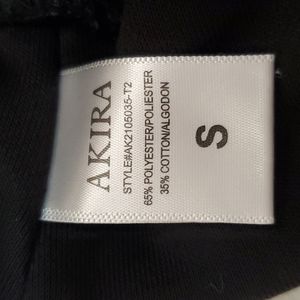 AKIRA
STYLE#AK2105035-T2
65% POLYESTER/POLIESTER
35% COTTON/ALGODON
S